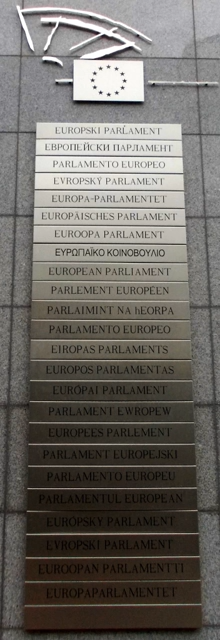 EUROPSKI PARLAMENT
ЕВРОПЕЙСКИ ПАРЛАМЕНТ
PARLAMENTO EUROPEO
EVROPSKÝ PARLAMENT
EUROPA-PARLAMENTET
EUROPÄISCHES PARLAMENT
EUROOPA PARLAMENT
ΕΥΡΩΠΑΪΚΟ ΚΟΙΝΟΒΟΥΛΙΟ
EUROPEAN PARLIAMENT
PARLEMENT EUROPÉEN
PARLAIMINT NA hEORPA
PARLAMENTO EUROPEO
EIROPAS PARLAMENTS
EUROPOS PARLAMENTAS
EURÓPAI PARLAMENT
PARLAMENT EWROPEW
EUROPEES PARLEMENT
PARLAMENT EUROPEJSKI
PARLAMENTO EUROPEU
PARLAMENTUL EUROPEAN
EURÓPSKY PARLAMENT
EVROPSKI PARLAMENT
EUROOPAN PARLAMENTTI
EUROPAPARLAMENTET